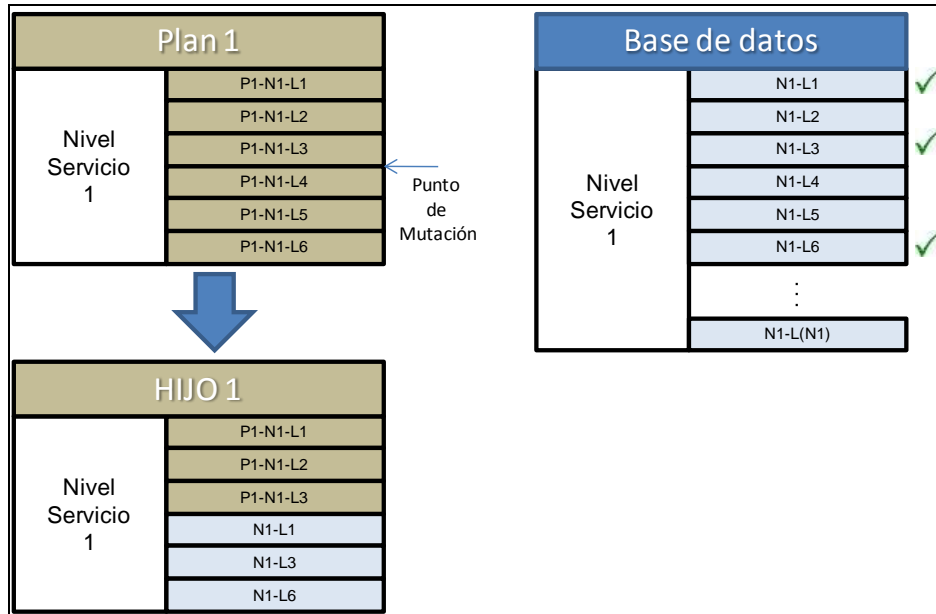 Plan 1
Nivel
Servicio
1
P1-N1-L1
P1-N1-L2
P1-N1-L3
P1-N1-L4
P1-N1-L5
P1-N1-L6
Punto
de
Mutación
Base de datos
Nivel
Servicio
1
N1-L1
N1-L2
N1-L3
N1-L4
N1-L5
N1-L6
⋮
N1-L(N1)
HIJO 1
Nivel
Servicio
1
P1-N1-L1
P1-N1-L2
P1-N1-L3
N1-L1
N1-L3
N1-L6